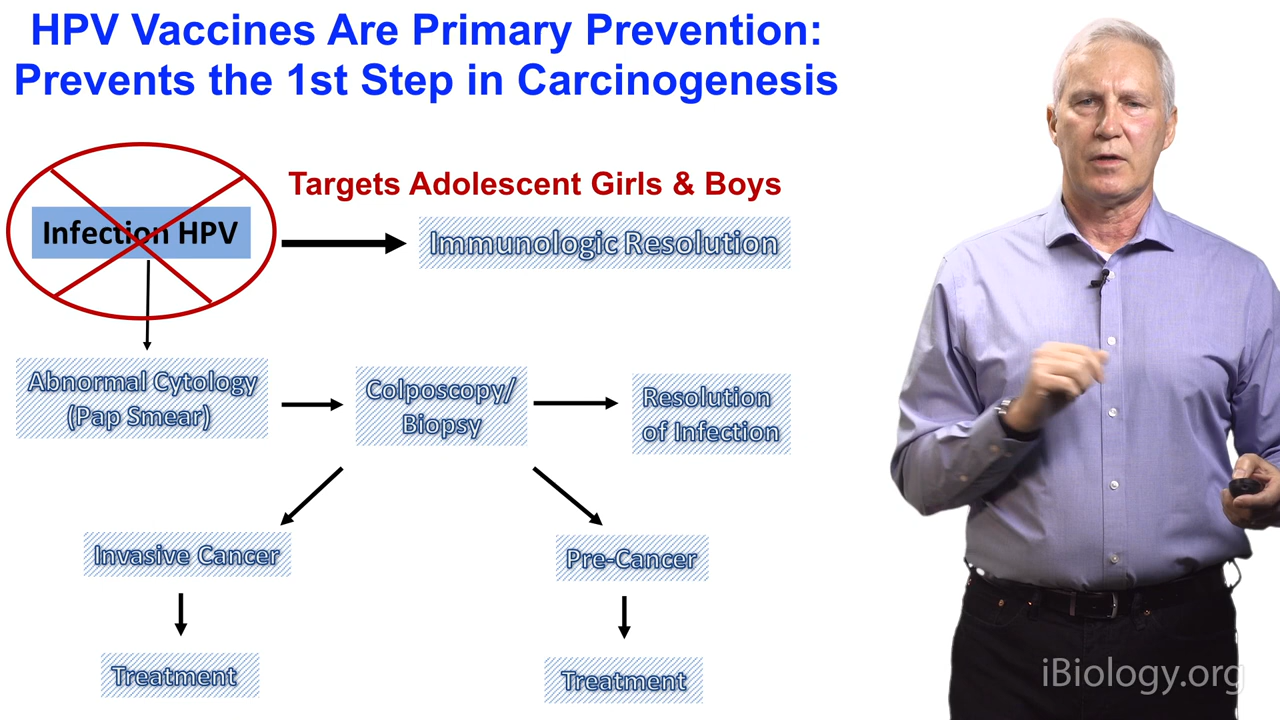 HPV Vaccines Are Primary Prevention:
Prevents the 1st Step in Carcinogenesis
Targets Adolescent Girls & Boys
Infection HPV
Immunologic Resolution
Abnormal Cytology
(Pap Smear)
Colposcopy/
Biopsy
Resolution
of Infection
Invasive Cancer
Pre-Cancer
Treatment
Treatment
iBiology.org